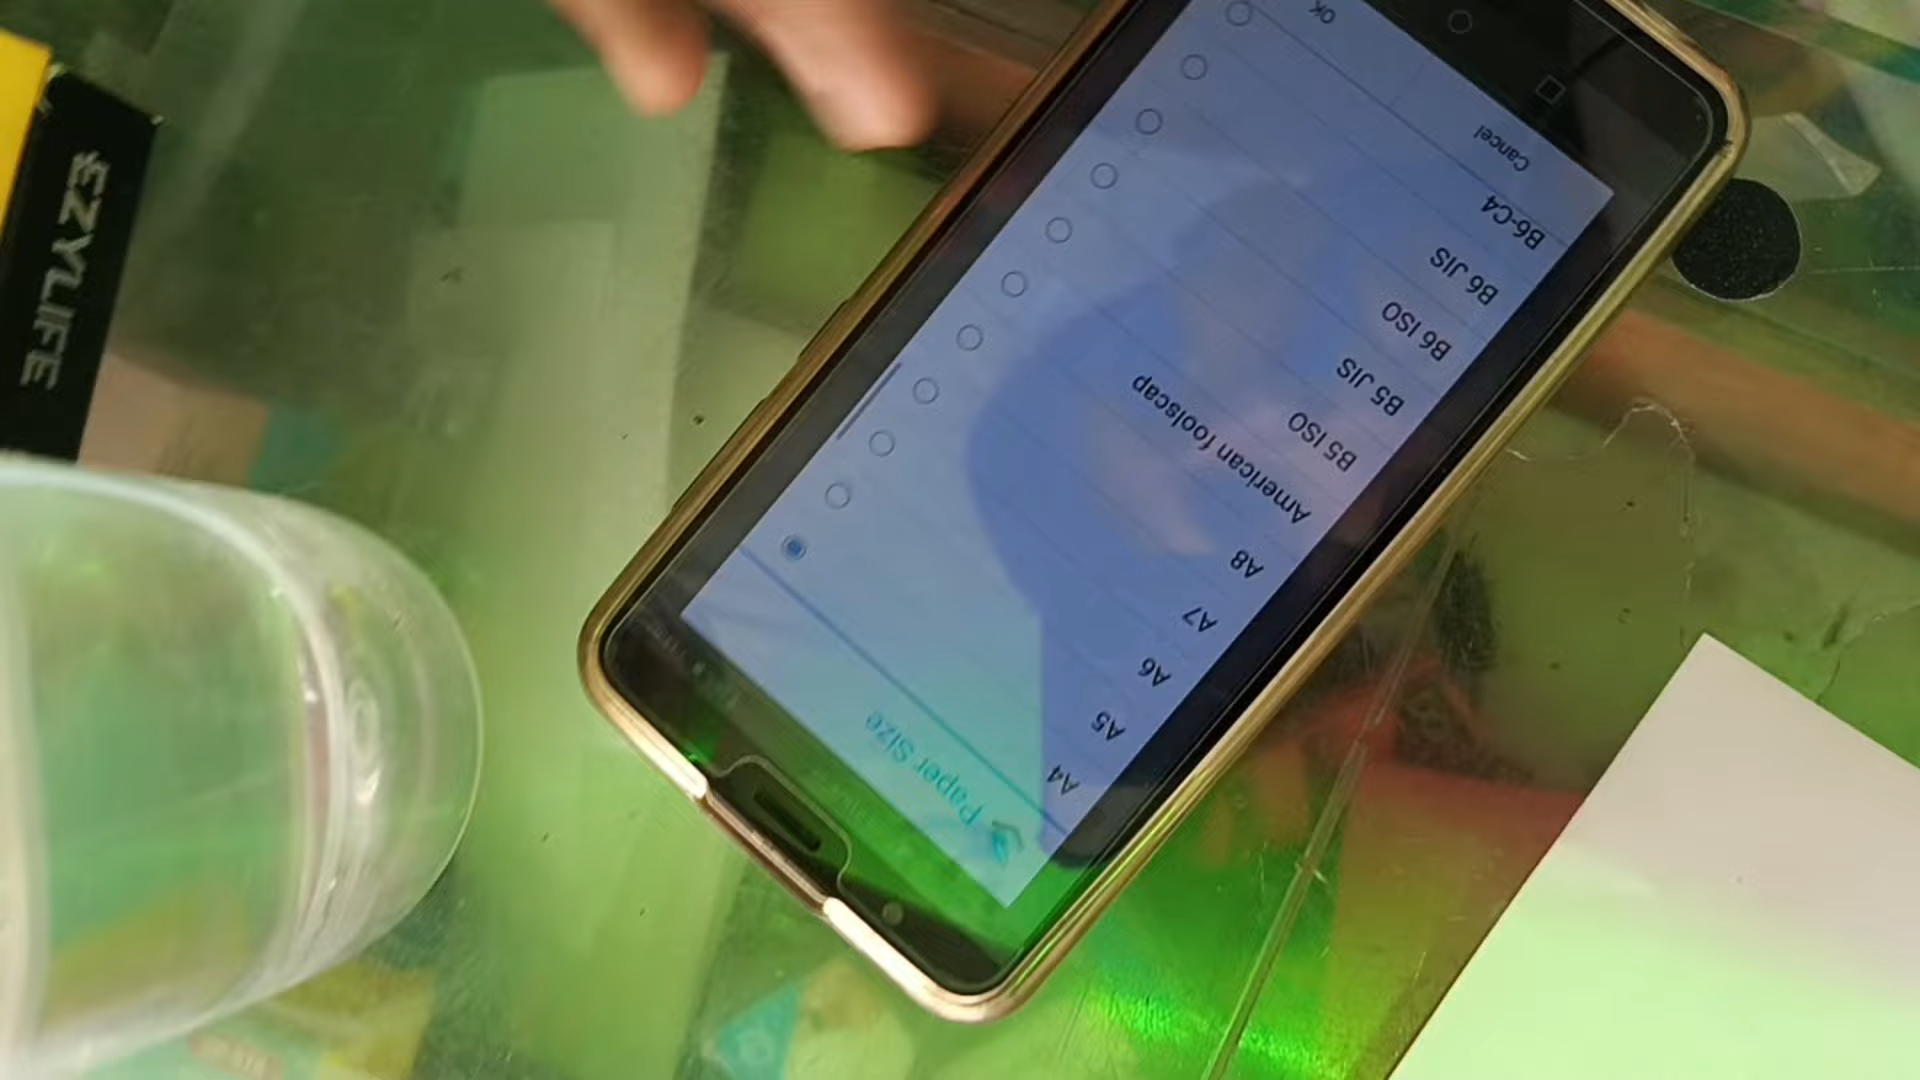 Paper Size
A4
A5
A6
A7
A8
American foolscap
B5 ISO
B5 JIS
B6 ISO
B6 JIS
B6-C4
Cancel
OK
EZYLIFE